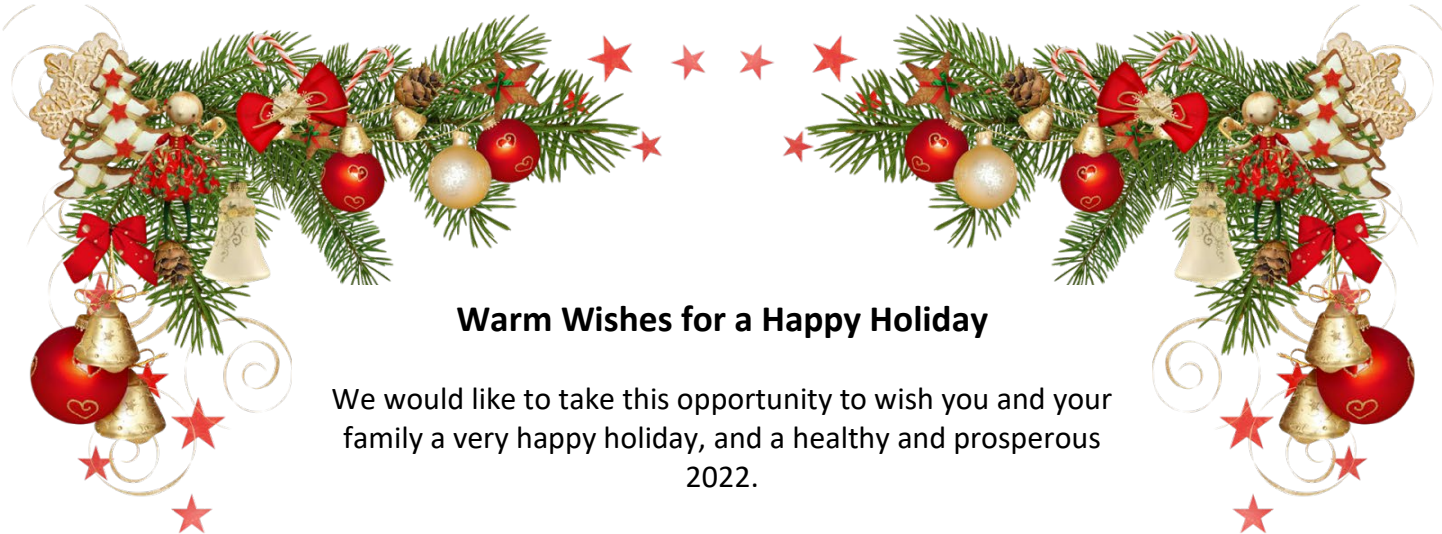 Warm Wishes for a Happy Holiday
We would like to take this opportunity to wish you and your
family a very happy holiday, and a healthy and prosperous
2022.